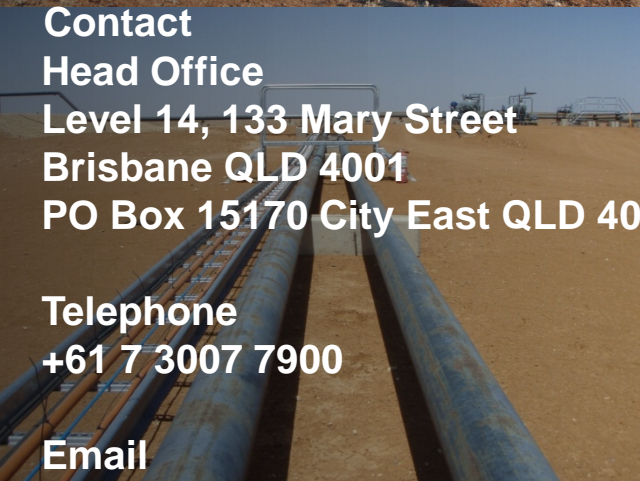 Contact
Head Office
Level 14, 133 Mary Street
Brisbane QLD 4001
PO Box 15170 City East QLD 40
Telephone
+61 7 3007 7900
Email